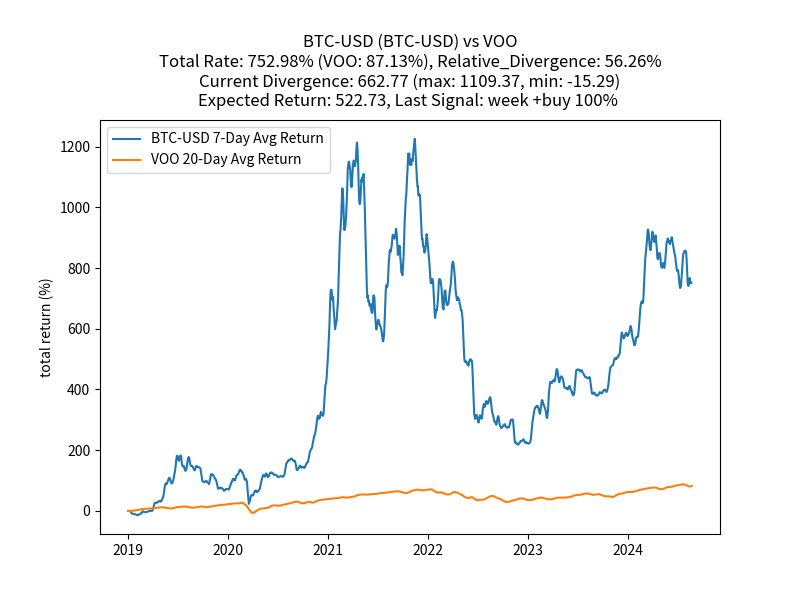 BTC-USD (BTC-USD) vs VOO
Total Rate: 752.98% (VOO: 87.13%), Relative_Divergence: 56.26%
Current Divergence: 662.77 (max: 1109.37, min: -15.29)
Expected Return: 522.73, Last Signal: week +buy 100%
BTC-USD 7-Day Avg Return
VOO 20-Day Avg Return
total return (%)
1200
1000
800
600
400
200
0
2019 2020 2021 2022 2023 2024